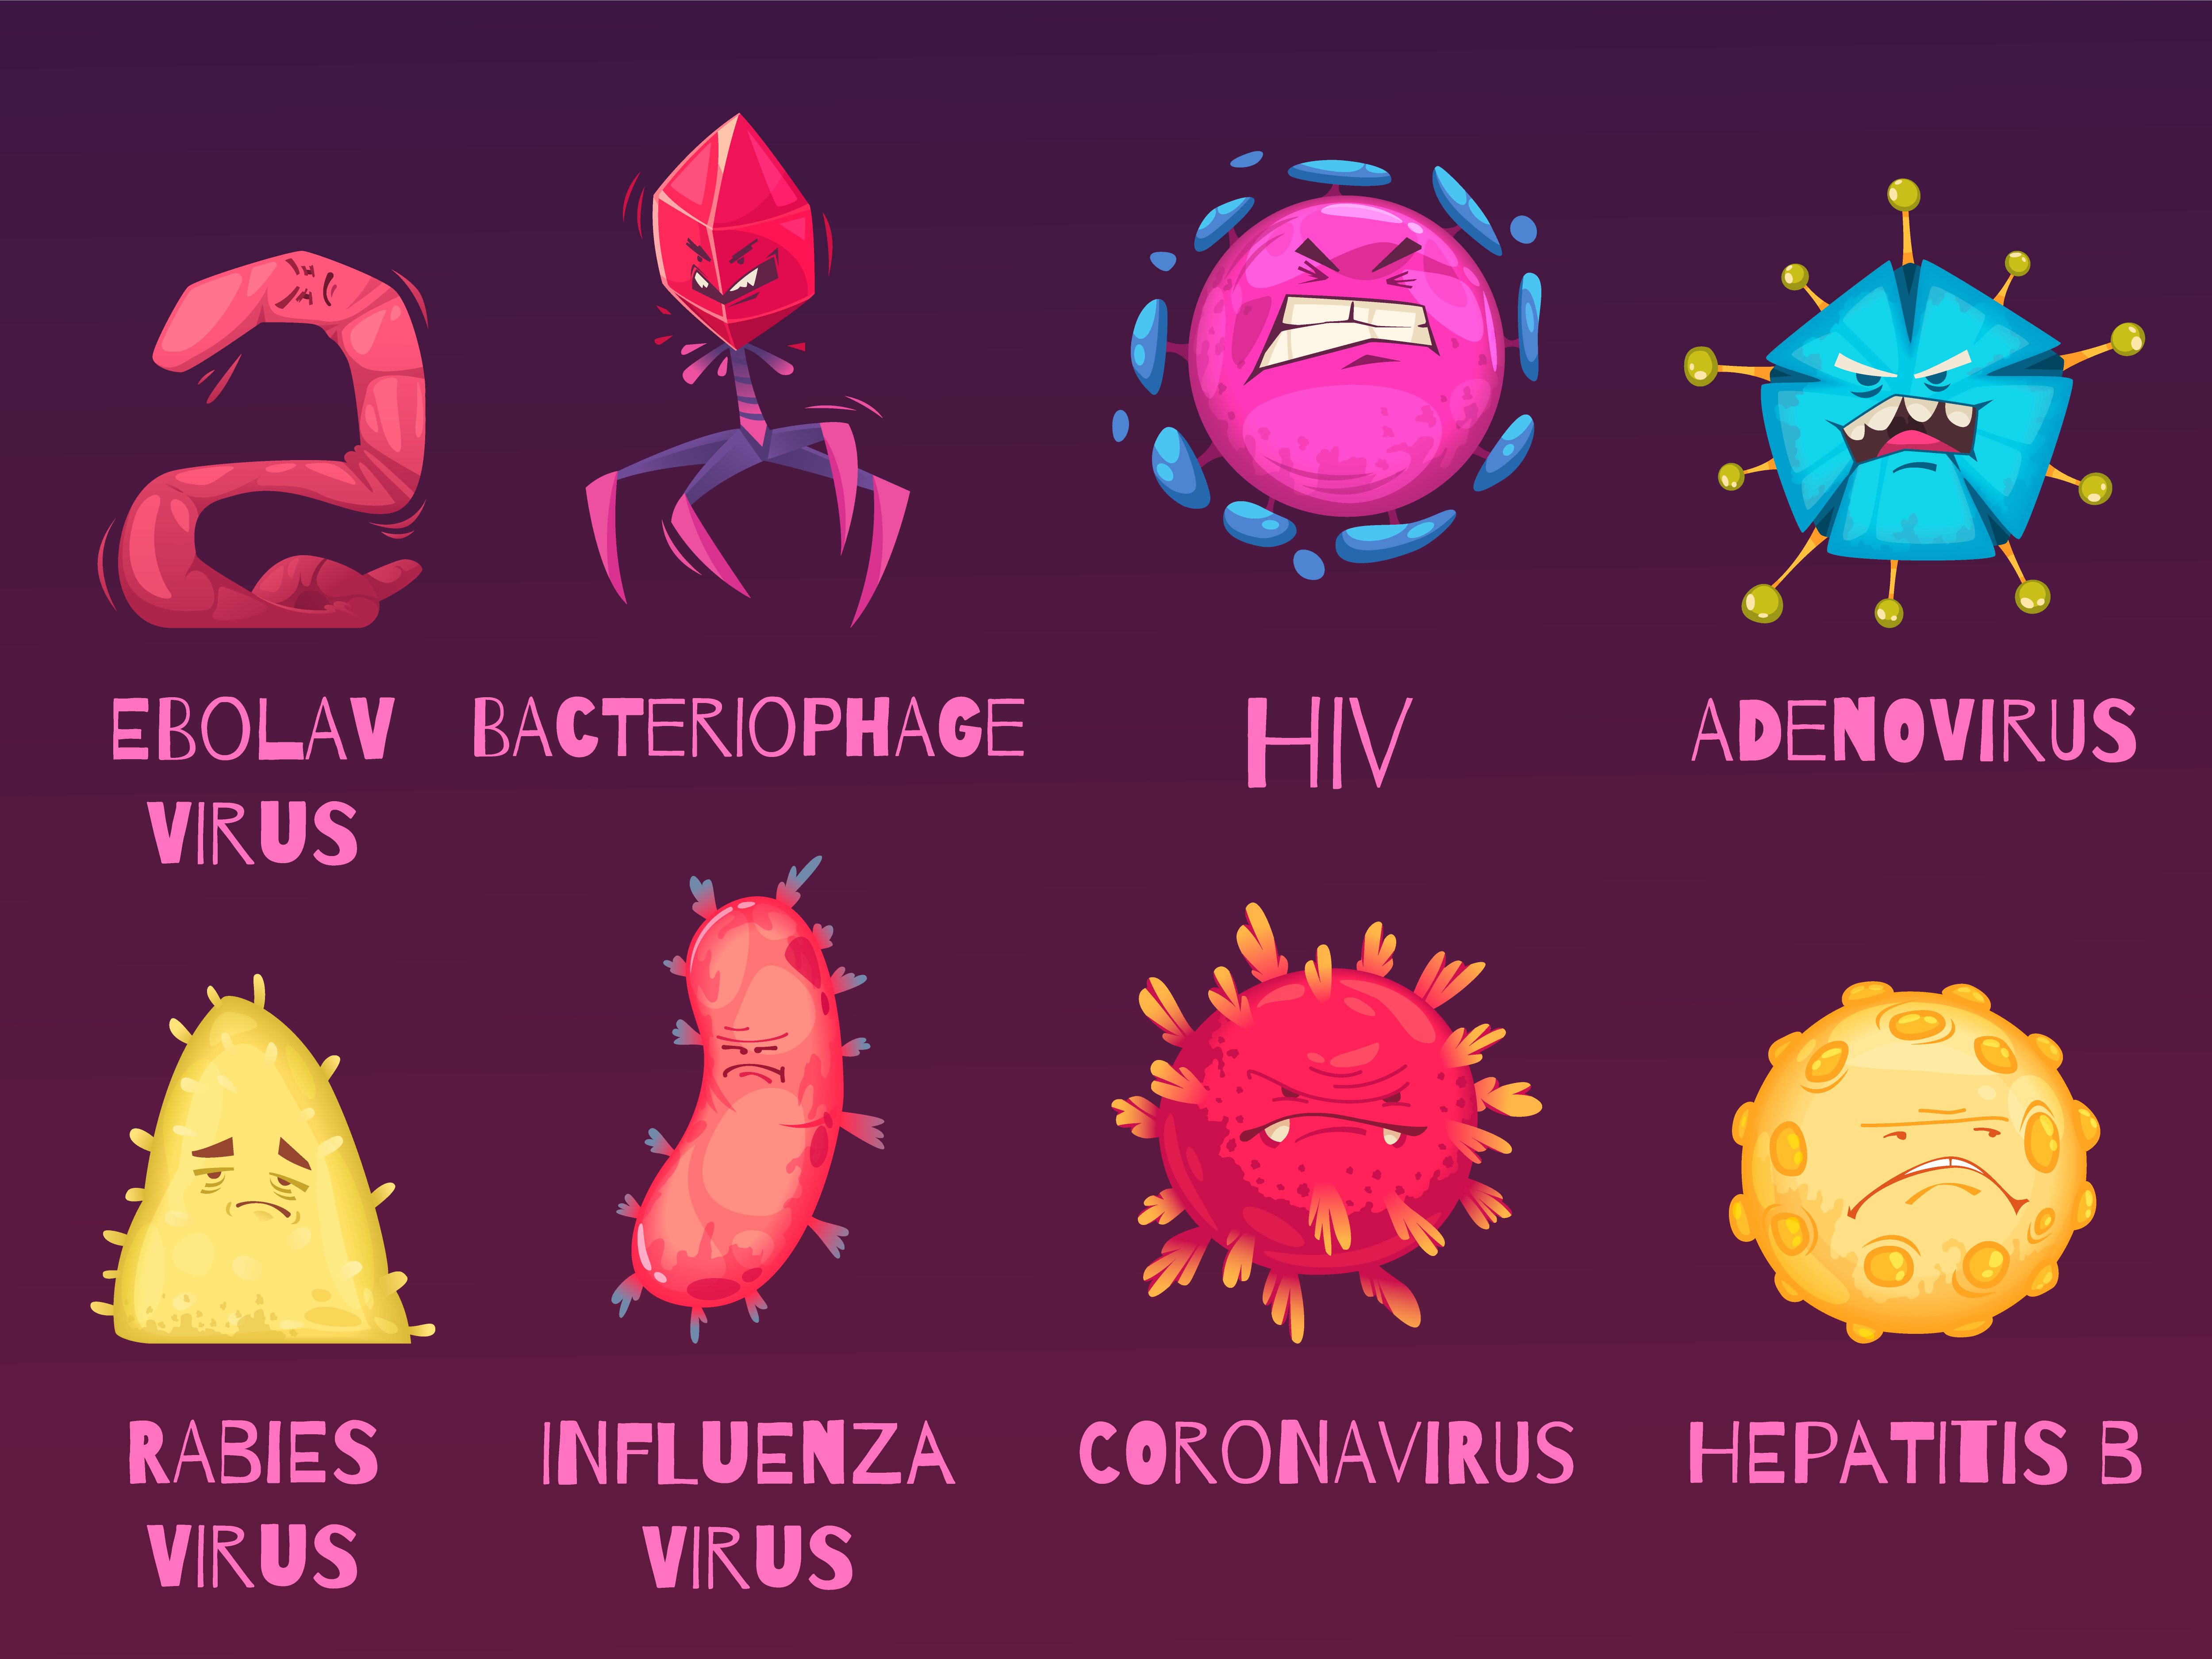 EBOLAV
VIRUS
BACTERIOPHAGE
HIV
ADENOVIRUS
RABIES
VIRUS
INFLUENZA
VIRUS
CORONAVIRUS
HEPATITIS B